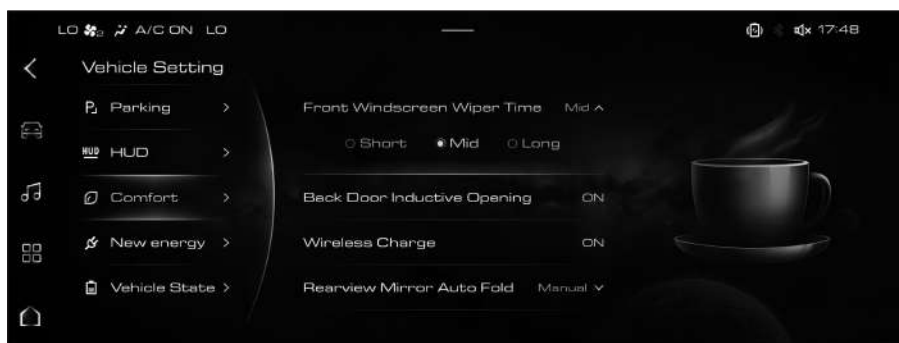 LO 2 A/C ON LO 17:48
Vehicle Setting
Parking
HUD HUD
Comfort
New energy
Vehicle State
Front Windscreen Wiper Time Mid
Short Mid Long
Back Door Inductive Opening ON
Wireless Charge ON
Rearview Mirror Auto Fold Manual